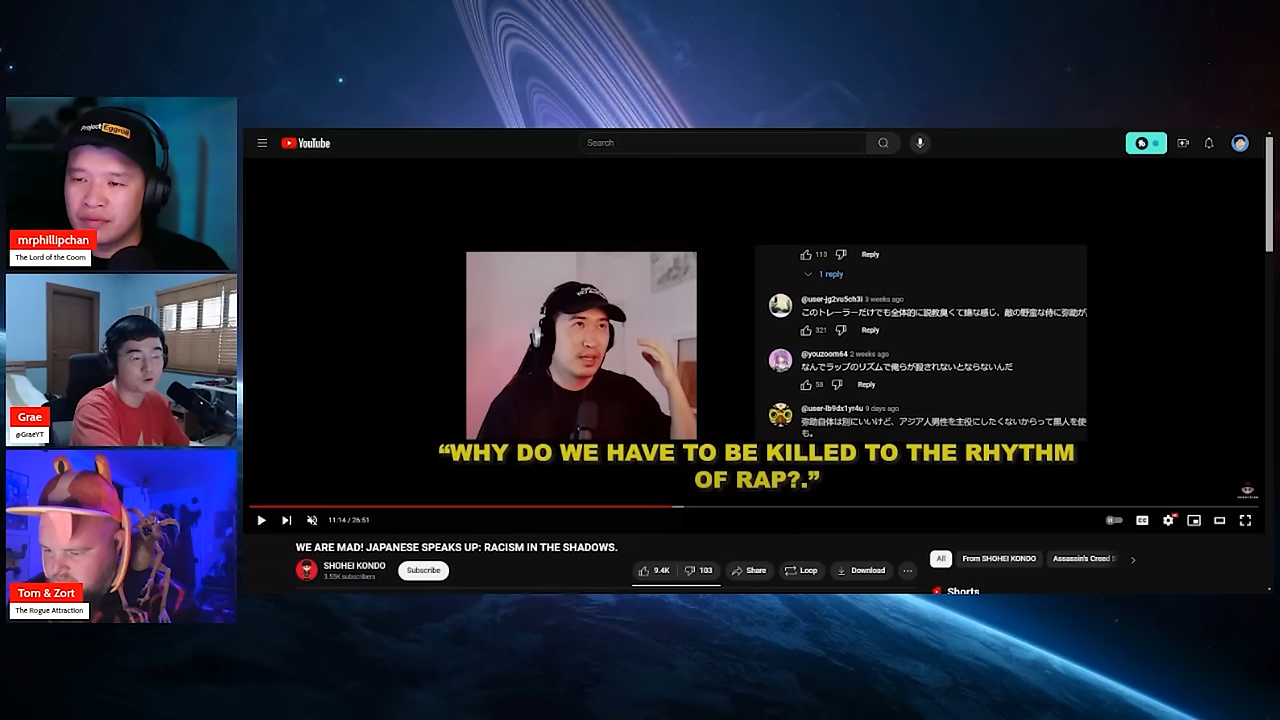 Project Eggroll
mrphillipchan
The Lord of the Coom
Grae
@GraeYT
Tom & Zort
The Rogue Attraction
YouTube
Search
110 Reply
1 reply
@user-jg2vu5ch3i 3 weeks ago
このトレーラーだけでも全体的に説教臭くて嫌な感じ、敵の野蛮な侍に弥助が
321 Reply
@youzoom64 2 weeks ago
なんでラップのリズムで俺らが殺されないとならないんだ
58 Reply
@user-lb9dx1yr4u 9 days ago
弥助自体は別にいいけど、アジア人男性を主役にしたくないからって黒人を使
も。
“WHY DO WE HAVE TO BE KILLED TO THE RHYTHM
OF RAP?.”
11:14 / 26:51
WE ARE MAD! JAPANESE SPEAKS UP: RACISM IN THE SHADOWS.
SHOHEI KONDO
3.55K subscribers
Subscribe
9.4K
103
Share
Loop
Download
All
From SHOHEI KONDO
Assassin's Creed
Shorts